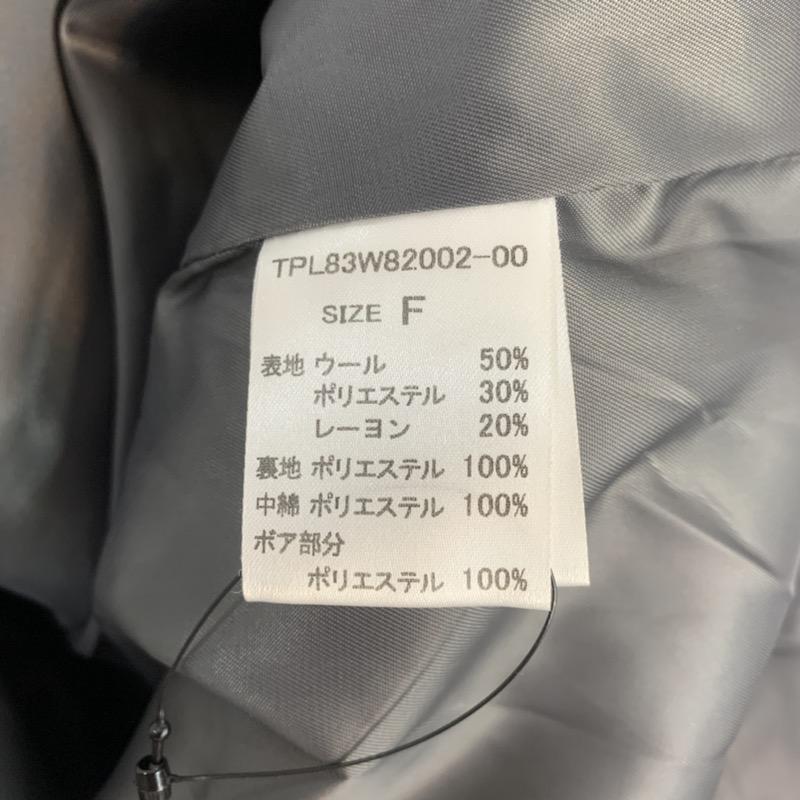 TPL83W82002-00
SIZE F
表地 ウール 50%
ポリエステル 30%
レーヨン 20%
裏地 ポリエステル 100%
中綿 ポリエステル 100%
ボア部分
ポリエステル 100%